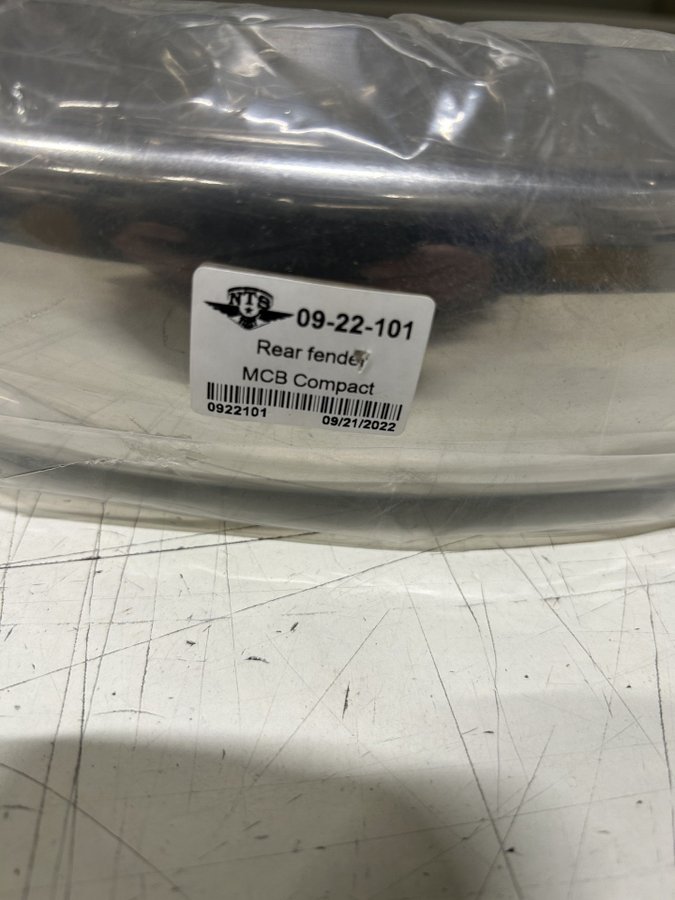 NTS
09-22-101
Rear fender
MCB Compact
0922101
09/21/2022